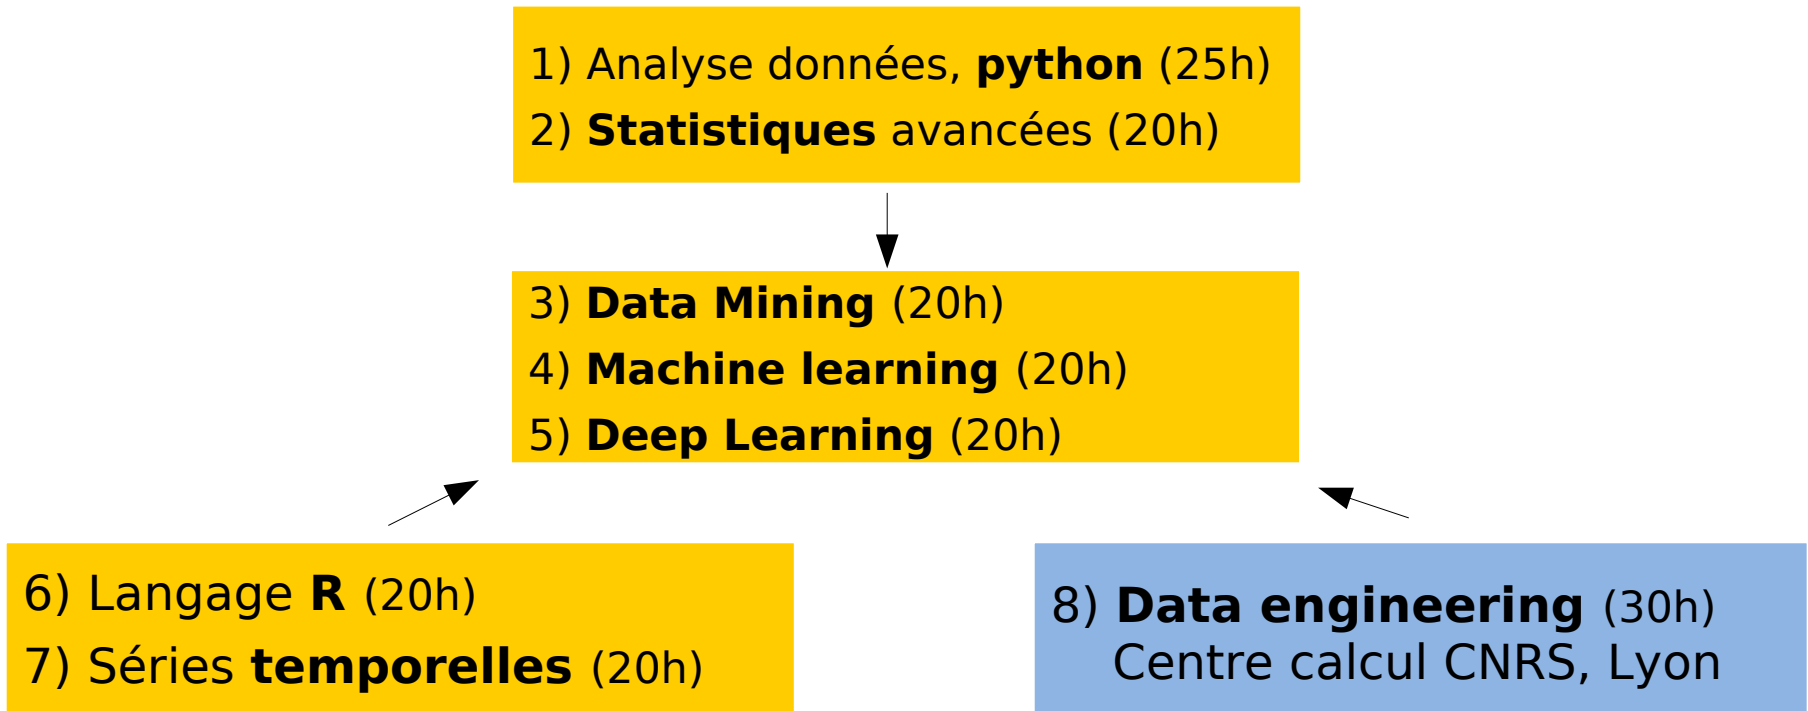 1) Analyse données, python (25h)
2) Statistiques avancées (20h)
3) Data Mining (20h)
4) Machine learning (20h)
5) Deep Learning (20h)
6) Langage R (20h)
7) Séries temporelles (20h)
8) Data engineering (30h)
Centre calcul CNRS, Lyon